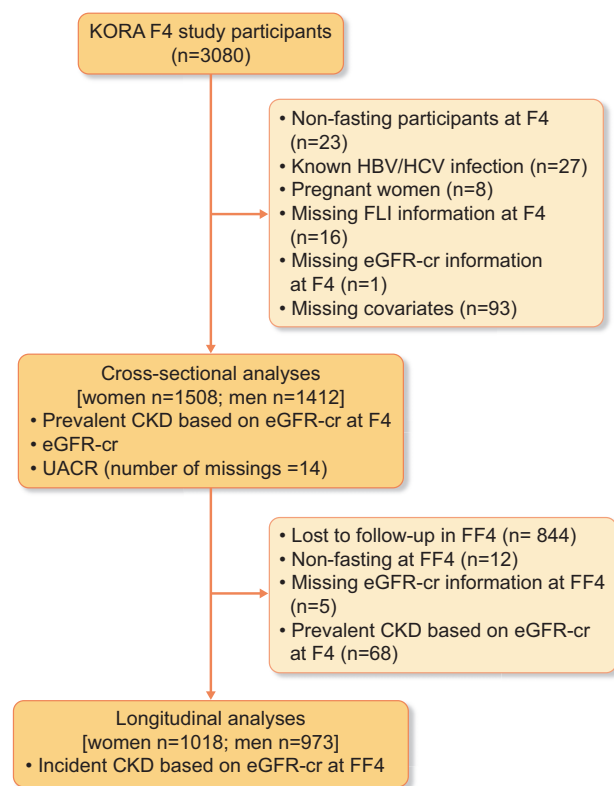 KORA F4 study participants
(n=3080)
• Non-fasting participants at F4
(n=23)
• Known HBV/HCV infection (n=27)
• Pregnant women (n=8)
• Missing FLI information at F4
(n=16)
• Missing eGFR-cr information
at F4 (n=1)
• Missing covariates (n=93)
Cross-sectional analyses
[women n=1508; men n=1412]
• Prevalent CKD based on eGFR-cr at F4
• eGFR-cr
• UACR (number of missings =14)
• Lost to follow-up in FF4 (n= 844)
• Non-fasting at FF4 (n=12)
• Missing eGFR-cr information at FF4
(n=5)
• Prevalent CKD based on eGFR-cr
at F4 (n=68)
Longitudinal analyses
[women n=1018; men n=973]
• Incident CKD based on eGFR-cr at FF4